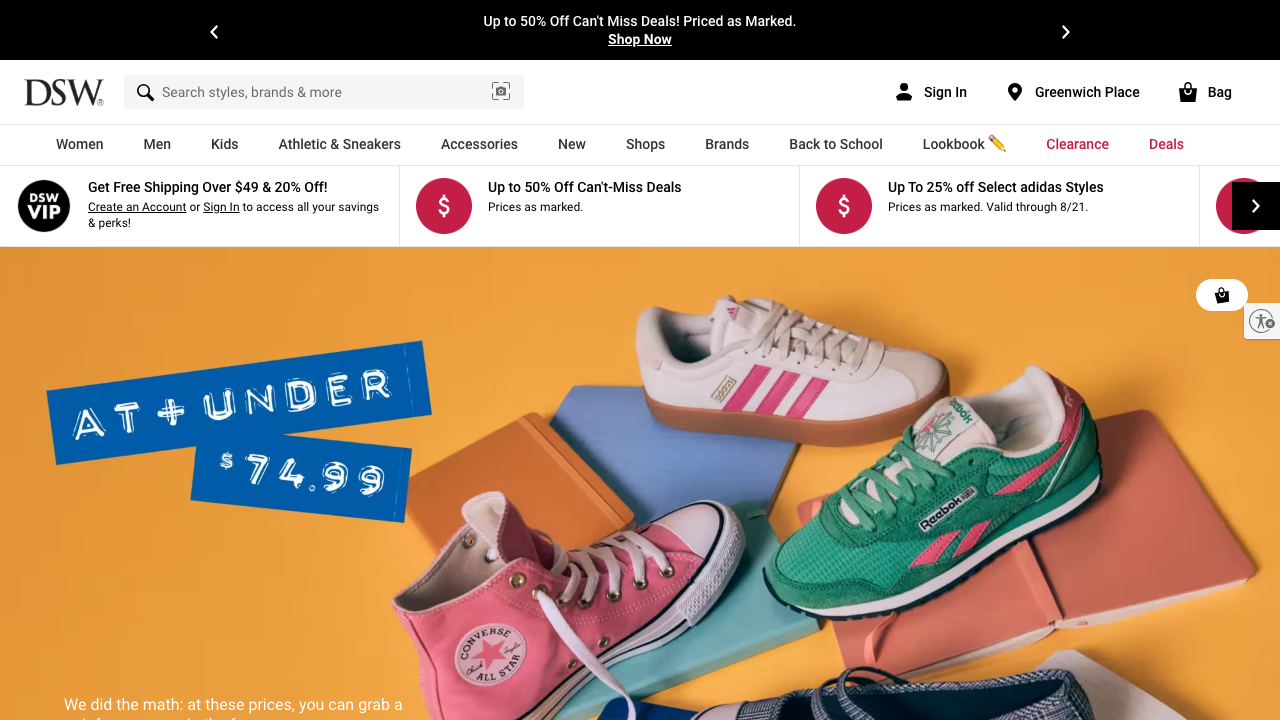 Up to 50% Off Can't Miss Deals! Priced as Marked.
Shop Now
DSW®
Search styles, brands & more
Sign In
Greenwich Place
Bag
Women
Men
Kids
Athletic & Sneakers
Accessories
New
Shops
Brands
Back to School
Lookbook ✏️
Clearance
Deals
DSW
VIP
Get Free Shipping Over $49 & 20% Off!
Create an Account or Sign In to access all your savings
& perks!
$
Up to 50% Off Can't-Miss Deals
Prices as marked.
$
Up To 25% off Select adidas Styles
Prices as marked. Valid through 8/21.
AT + UNDER
$74.99
adidas
Reebok
Reebok
CONVERSE
ALL STAR
We did the math: at these prices, you can grab a